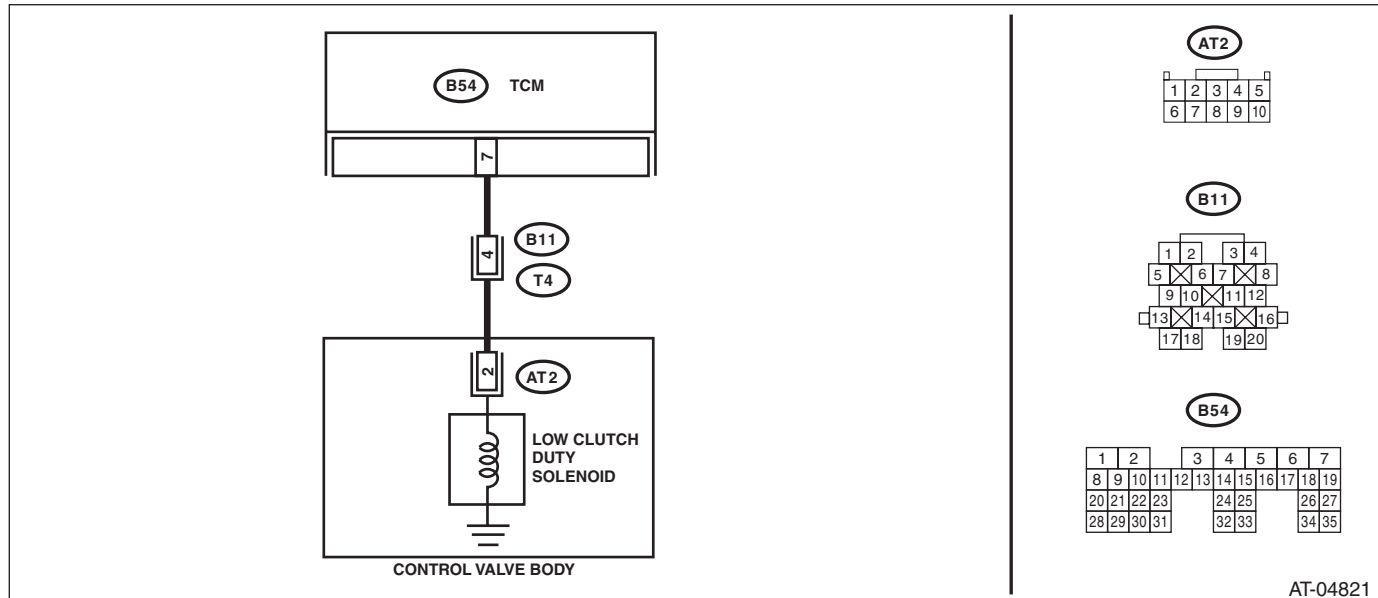 B54 TCM
7
4
B11
T4
2
AT2
LOW CLUTCH
DUTY
SOLENOID
CONTROL VALVE BODY
AT2
1 2 3 4 5
6 7 8 9 10
B11
1 2 3 4
5 6 7 8
9 10 11 12
13 14 15 16
17 18 19 20
B54
1 2 3 4 5 6 7
8 9 10 11 12 13 14 15 16 17 18 19
20 21 22 23 24 25 26 27
28 29 30 31 32 33 34 35
AT-04821